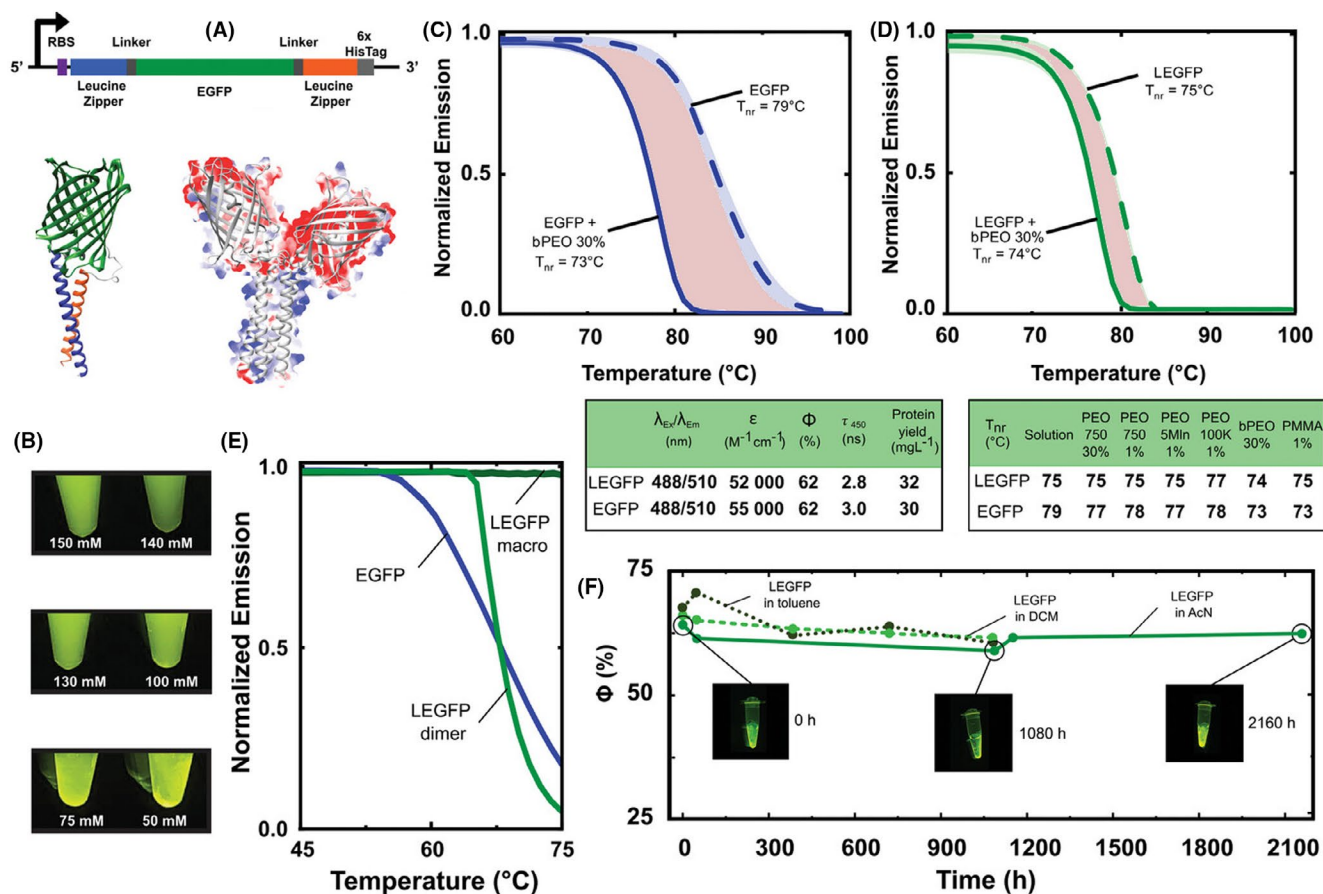 (A)
RBS Linker Linker 6x
HisTag
5' 3'
Leucine
Zipper
EGFP
Leucine
Zipper
(B)
150 mM 140 mM
130 mM 100 mM
75 mM 50 mM
(C)
Normalized Emission
1.0
0.5
0.0
EGFP
Tnr = 79°C
EGFP +
bPEO 30%
Tnr = 73°C
60 70 80 90 100
Temperature (°C)
(D)
Normalized Emission
1.0
0.5
0.0
LEGFP
Tnr = 75°C
LEGFP +
bPEO 30%
Tnr = 74°C
60 70 80 90 100
Temperature (°C)
λEx/λEm (nm) ε (M-1cm-1) Φ (%) τ 450 (ns) Protein yield (mgL-1)
LEGFP 488/510 52 000 62 2.8 32
EGFP 488/510 55 000 62 3.0 30
Tnr (°C) Solution PEO 750 30% PEO 750 1% PEO 5Mln 1% PEO 100K 1% bPEO 30% PMMA 1%
LEGFP 75 75 75 75 77 74 75
EGFP 79 77 78 77 78 73 73
(E)
Normalized Emission
1.0
0.5
0.0
EGFP
LEGFP
macro
LEGFP
dimer
45 60 75
Temperature (°C)
(F)
Φ (%)
75
50
25
LEGFP
in toluene
LEGFP
in DCM
LEGFP
in AcN
0 h
1080 h
2160 h
0 300 600 900 1200 1500 1800 2100
Time (h)